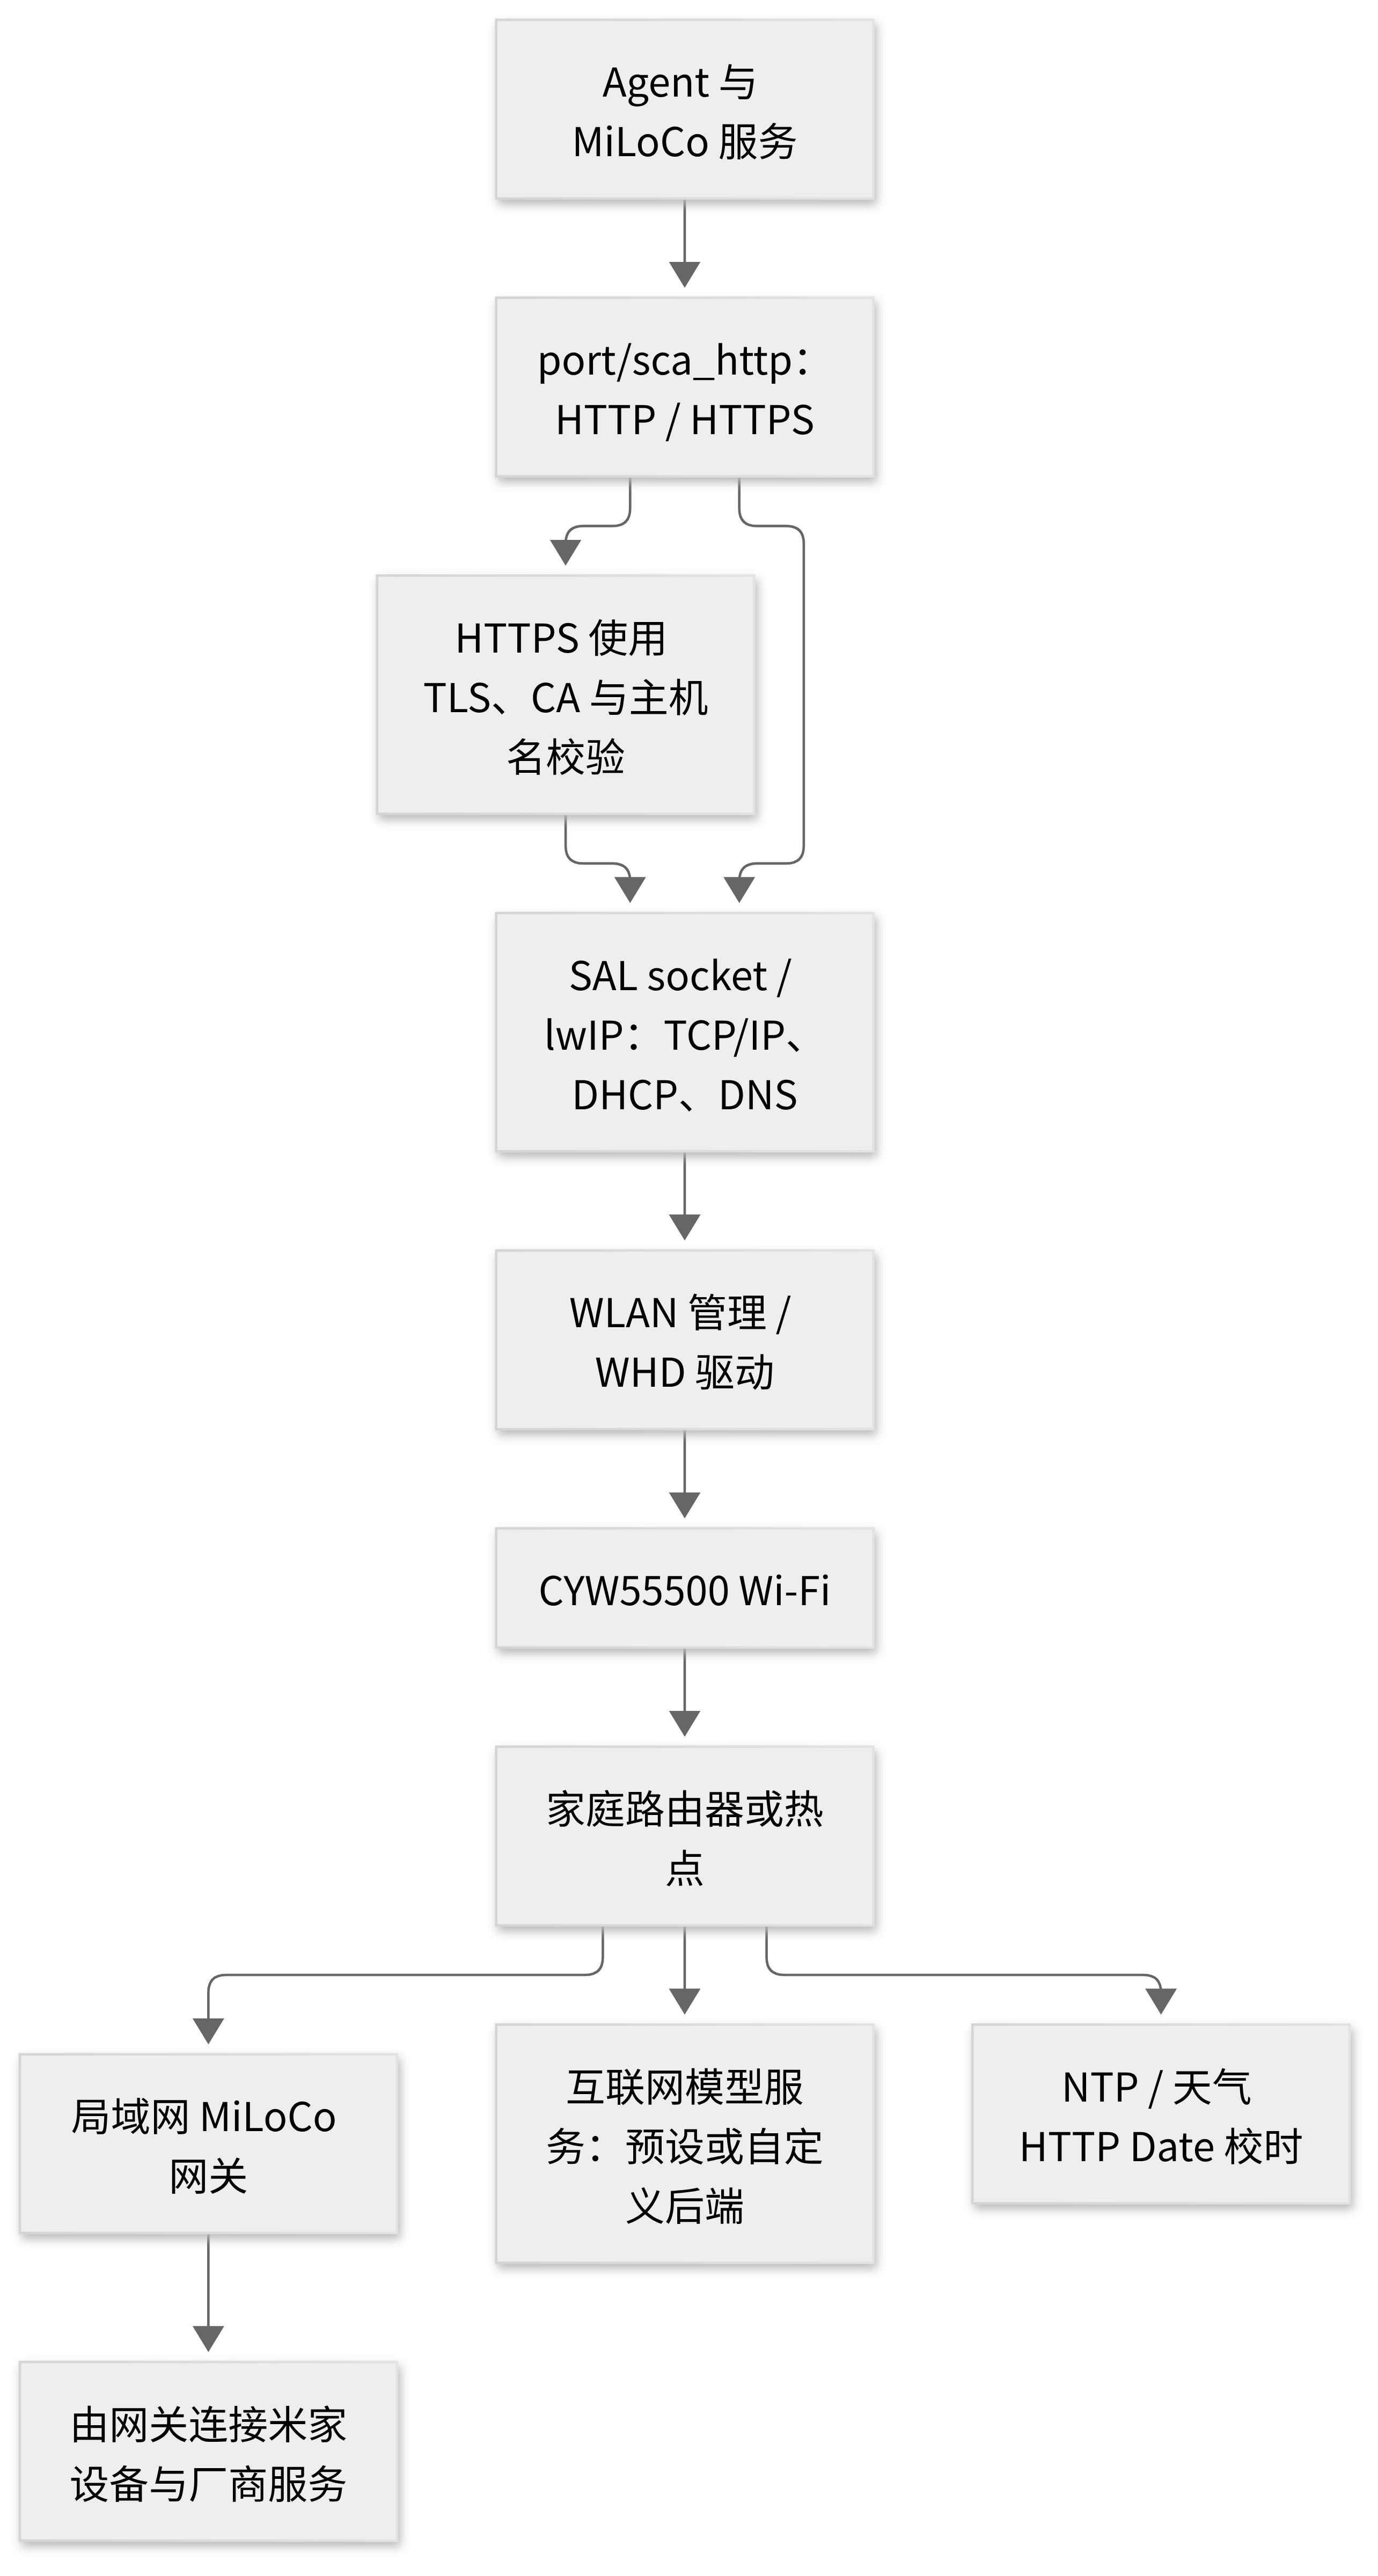 Agent 与
MiLoCo 服务
port/sca_http：
HTTP / HTTPS
HTTPS 使用
TLS、CA 与主机
名校验
SAL socket /
lwIP：TCP/IP、
DHCP、DNS
WLAN 管理 /
WHD 驱动
CYW55500 Wi-Fi
家庭路由器或热
点
局域网 MiLoCo
网关
互联网模型服
务：预设或自定
义后端
NTP / 天气
HTTP Date 校时
由网关连接米家
设备与厂商服务